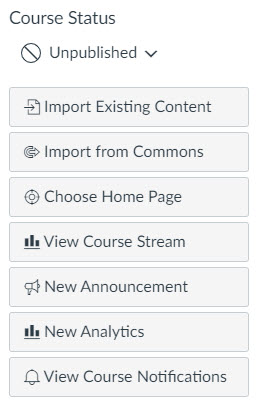 Course Status
Unpublished
Import Existing Content
Import from Commons
Choose Home Page
View Course Stream
New Announcement
New Analytics
View Course Notifications